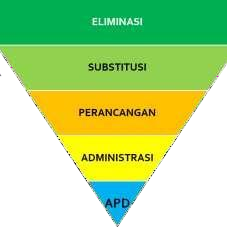 ELIMINASI
SUBSTITUSI
PERANCANGAN
ADMINISTRASI
APD